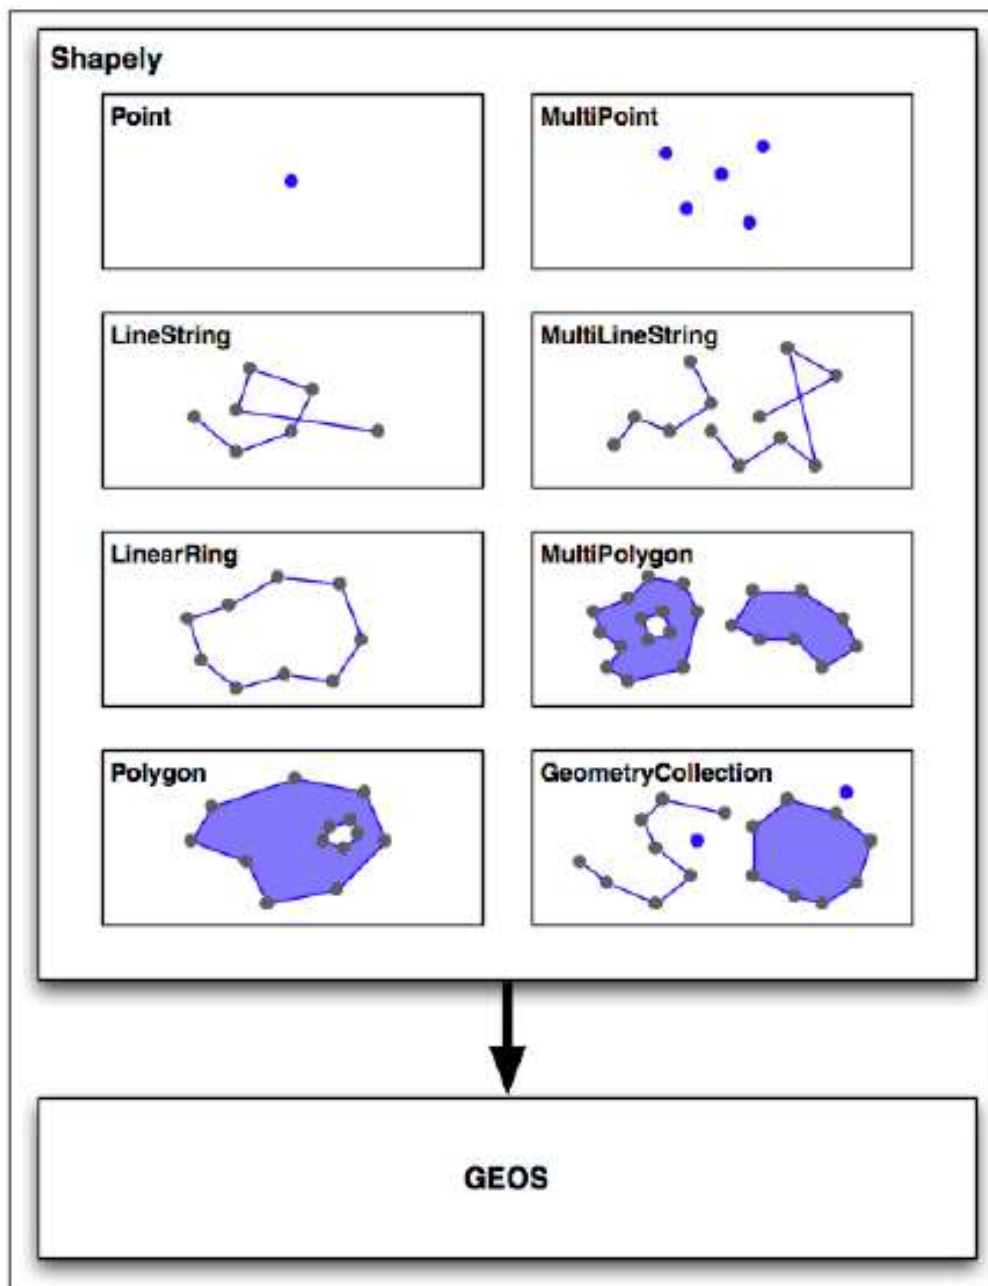 Shapely
Point
MultiPoint
LineString
MultiLineString
LinearRing
MultiPolygon
Polygon
GeometryCollection
GEOS